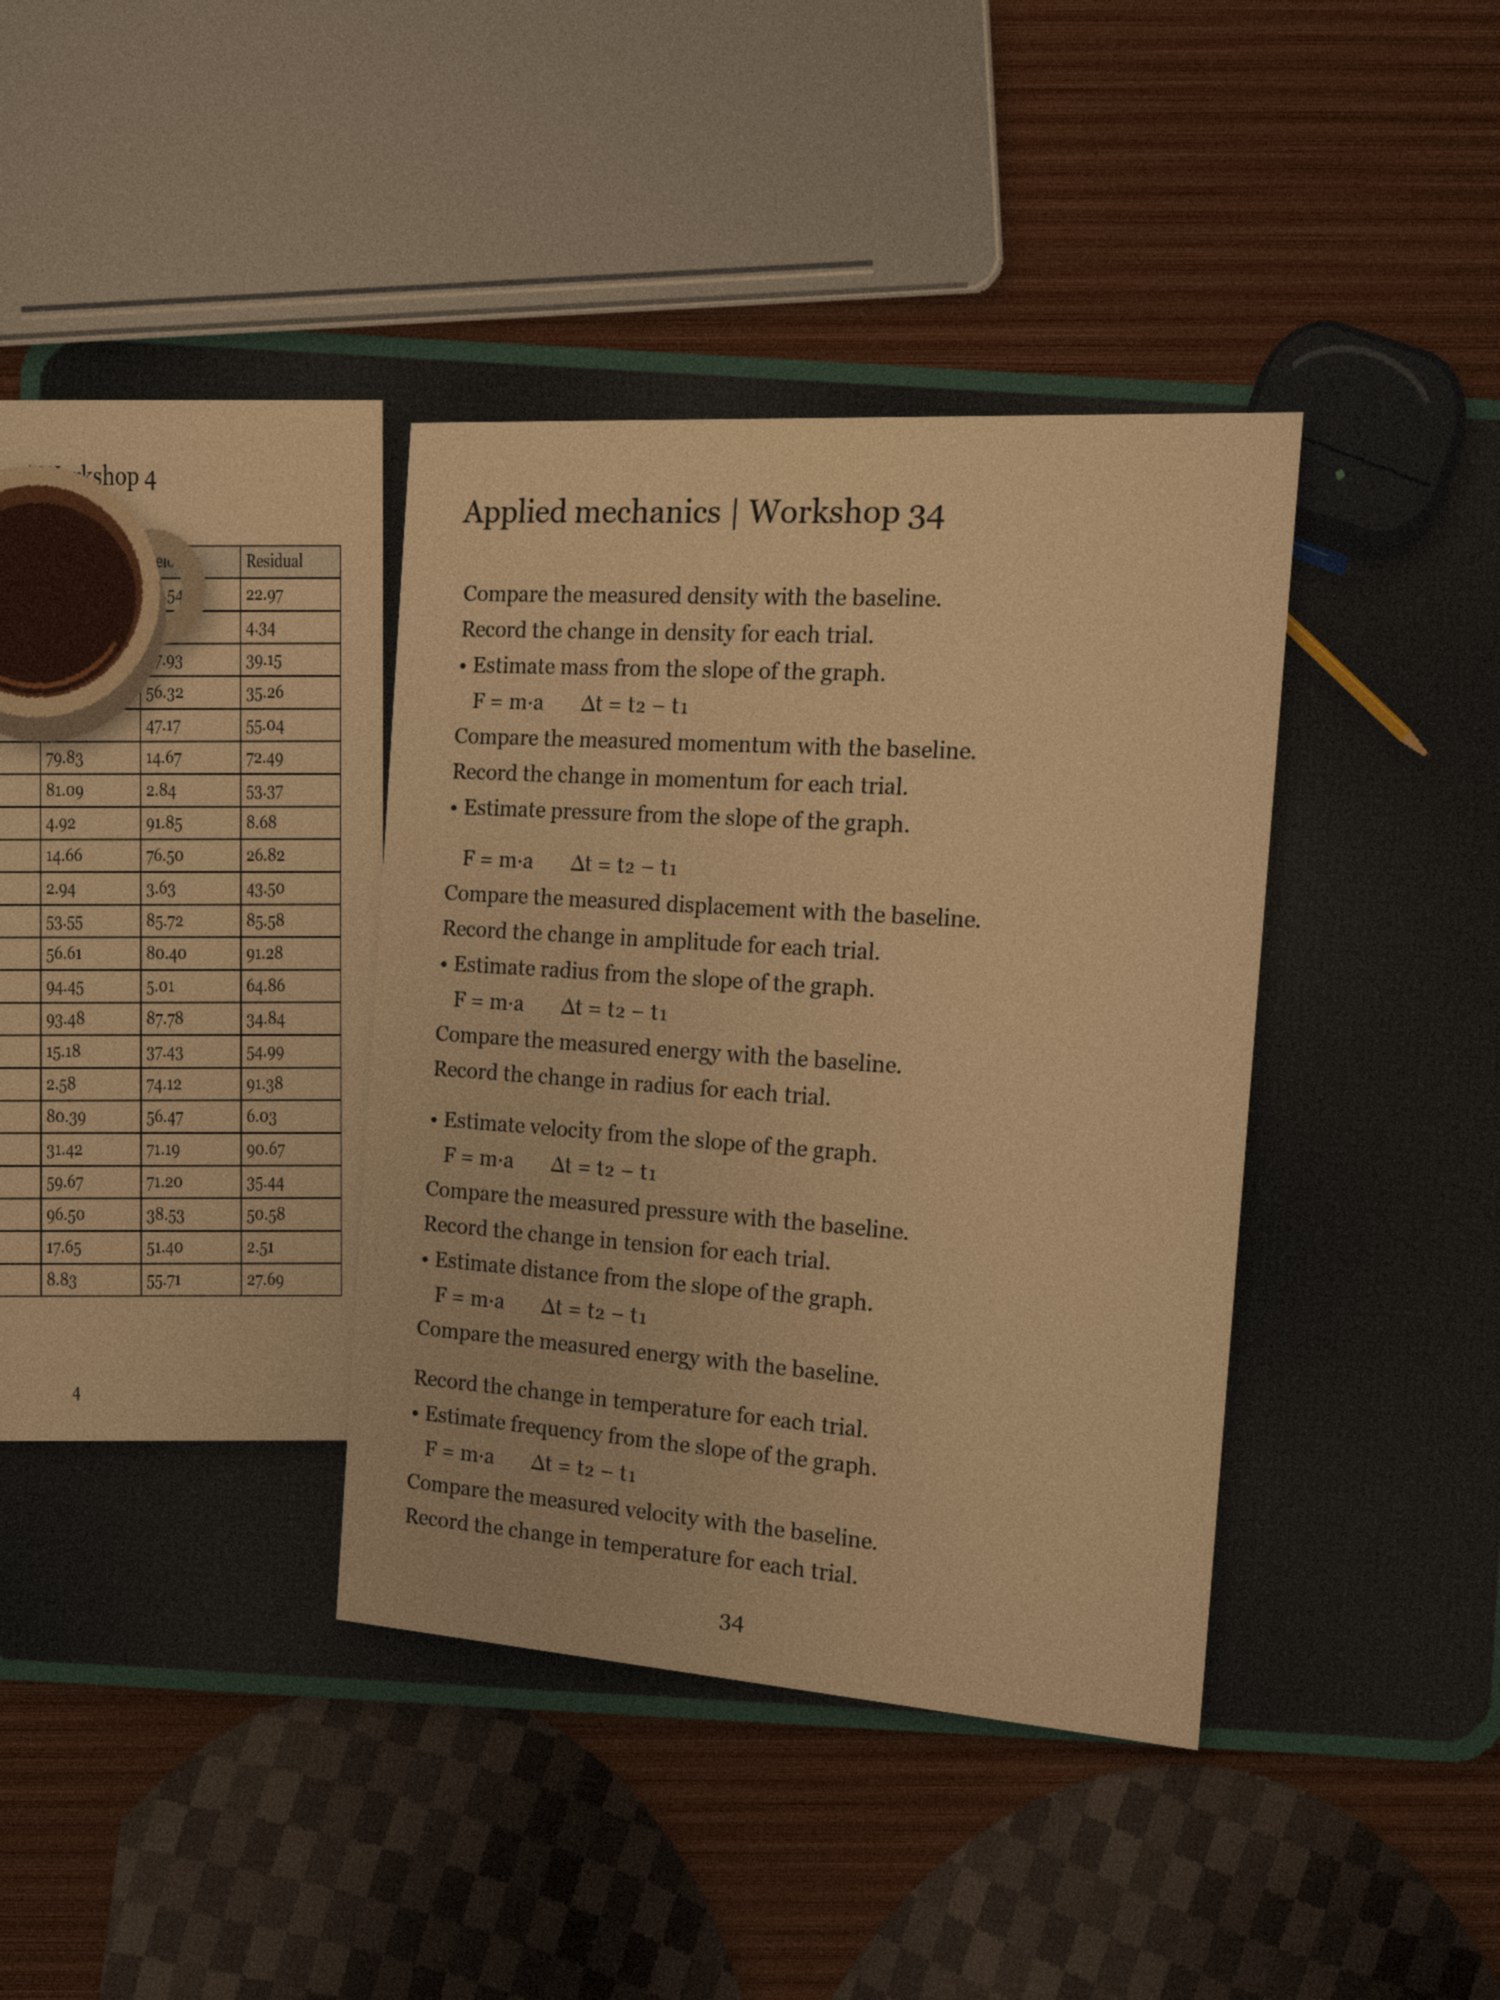 Workshop 4
Residual
54 22.97
4.34
7.93 39.15
56.32 35.26
47.17 55.04
79.83 14.67 72.49
81.09 2.84 53.37
4.92 91.85 8.68
14.66 76.50 26.82
2.94 3.63 43.50
53.55 85.72 85.58
56.61 80.40 91.28
94.45 5.01 64.86
93.48 87.78 34.84
15.18 37.43 54.99
2.58 74.12 91.38
80.39 56.47 6.03
31.42 71.19 90.67
59.67 71.20 35.44
96.50 38.53 50.58
17.65 51.40 2.51
8.83 55.71 27.69
4
Applied mechanics | Workshop 34
Compare the measured density with the baseline.
Record the change in density for each trial.
• Estimate mass from the slope of the graph.
F = m·a Δt = t₂ − t₁
Compare the measured momentum with the baseline.
Record the change in momentum for each trial.
• Estimate pressure from the slope of the graph.
F = m·a Δt = t₂ − t₁
Compare the measured displacement with the baseline.
Record the change in amplitude for each trial.
• Estimate radius from the slope of the graph.
F = m·a Δt = t₂ − t₁
Compare the measured energy with the baseline.
Record the change in radius for each trial.
• Estimate velocity from the slope of the graph.
F = m·a Δt = t₂ − t₁
Compare the measured pressure with the baseline.
Record the change in tension for each trial.
• Estimate distance from the slope of the graph.
F = m·a Δt = t₂ − t₁
Compare the measured energy with the baseline.
Record the change in temperature for each trial.
• Estimate frequency from the slope of the graph.
F = m·a Δt = t₂ − t₁
Compare the measured velocity with the baseline.
Record the change in temperature for each trial.
34